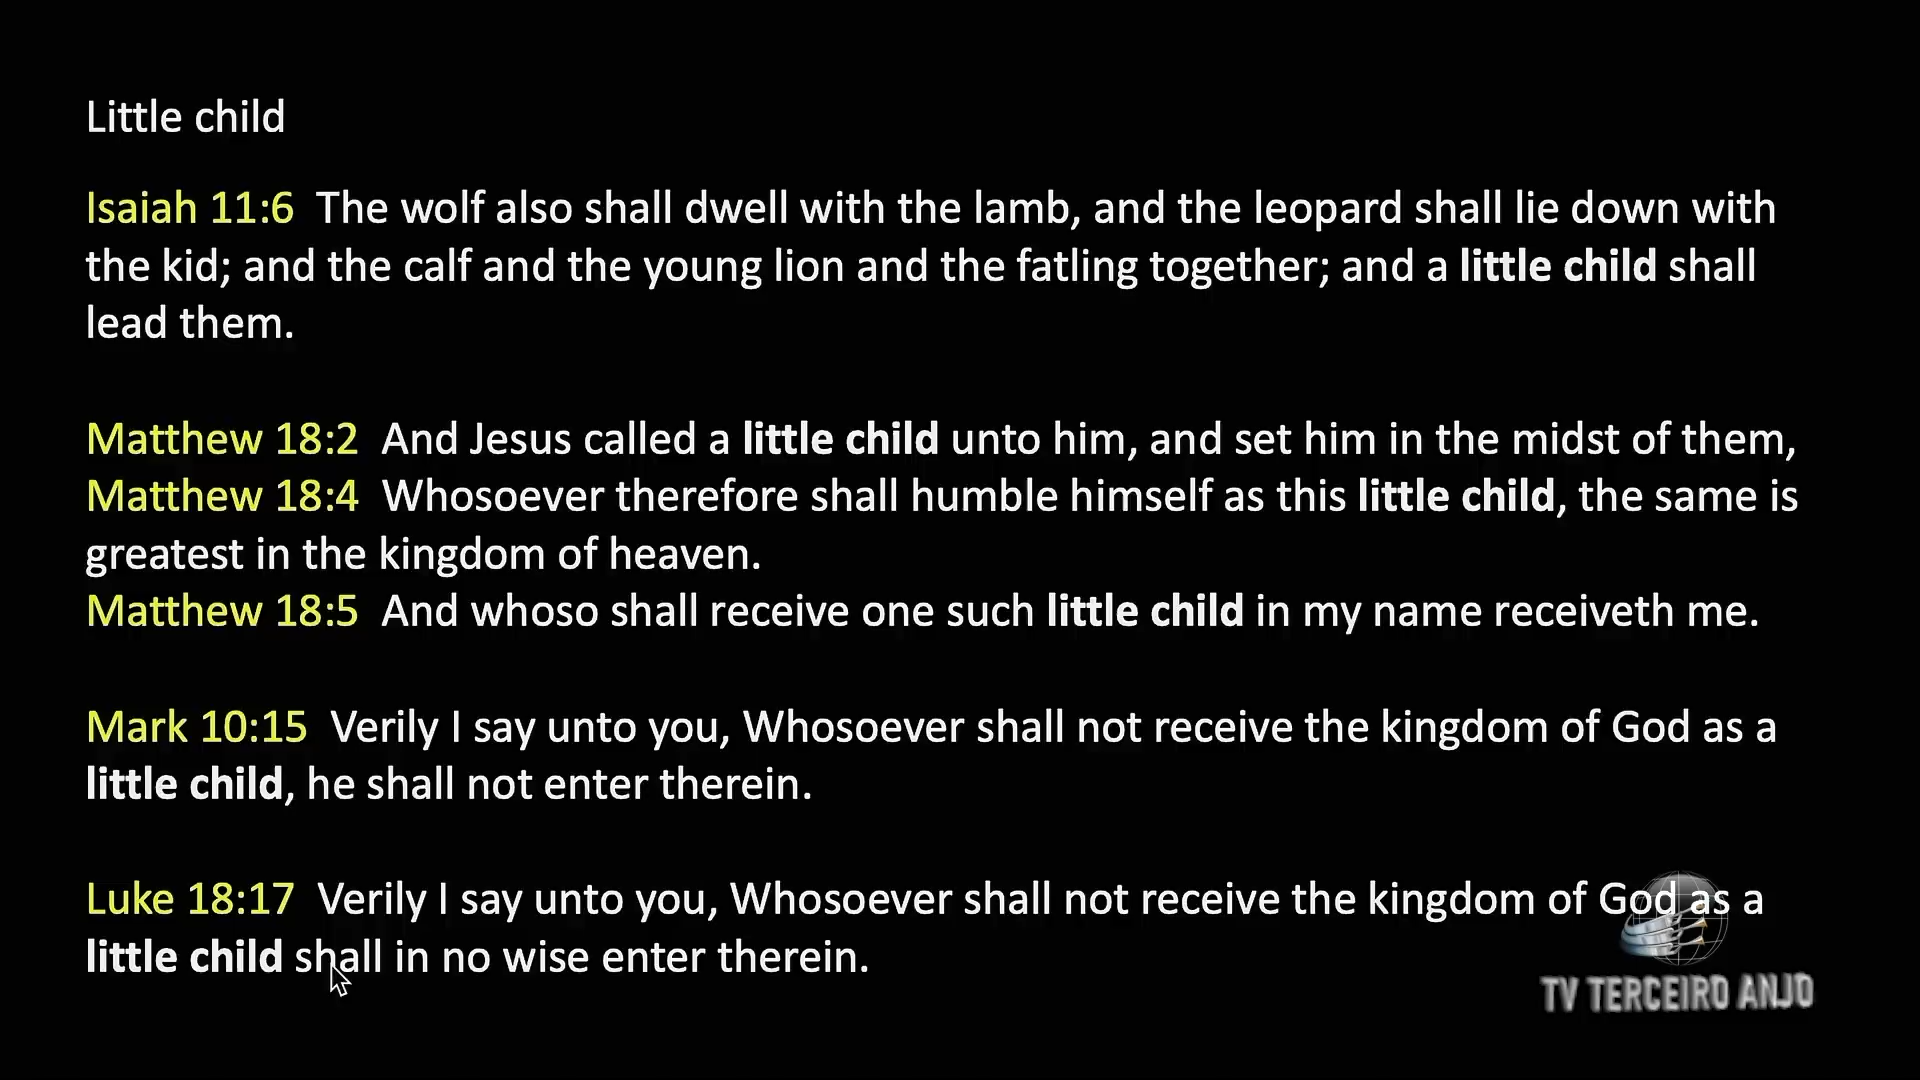 Little child
Isaiah 11:6 The wolf also shall dwell with the lamb, and the leopard shall lie down with
the kid; and the calf and the young lion and the fatling together; and a little child shall
lead them.
Matthew 18:2 And Jesus called a little child unto him, and set him in the midst of them,
Matthew 18:4 Whosoever therefore shall humble himself as this little child, the same is
greatest in the kingdom of heaven.
Matthew 18:5 And whoso shall receive one such little child in my name receiveth me.
Mark 10:15 Verily I say unto you, Whosoever shall not receive the kingdom of God as a
little child, he shall not enter therein.
Luke 18:17 Verily I say unto you, Whosoever shall not receive the kingdom of God as a
little child shall in no wise enter therein.
TV TERCEIRO ANJO